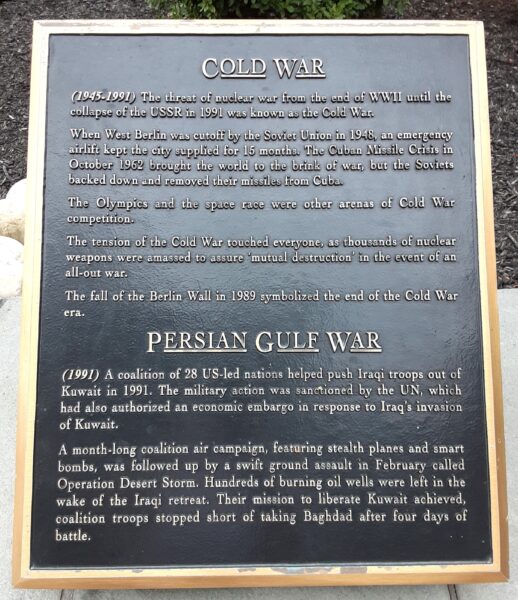 COLD WAR
(1945-1991) The threat of nuclear war from the end of WWII until the
collapse of the USSR in 1991 was known as the Cold War.
When West Berlin was cutoff by the Soviet Union in 1948, an emergency
airlift kept the city supplied for 15 months. The Cuban Missile Crisis in
October 1962 brought the world to the brink of war, but the Soviets
backed down and removed their missiles from Cuba.
The Olympics and the space race were other arenas of Cold War
competition.
The tension of the Cold War touched everyone, as thousands of nuclear
weapons were amassed to assure 'mutual destruction' in the event of an
all-out war.
The fall of the Berlin Wall in 1989 symbolized the end of the Cold War
era.
PERSIAN GULF WAR
(1991) A coalition of 28 US-led nations helped push Iraqi troops out of
Kuwait in 1991. The military action was sanctioned by the UN, which
had also authorized an economic embargo in response to Iraq's invasion
of Kuwait.
A month-long coalition air campaign, featuring stealth planes and smart
bombs, was followed up by a swift ground assault in February called
Operation Desert Storm. Hundreds of burning oil wells were left in the
wake of the Iraqi retreat. Their mission to liberate Kuwait achieved,
coalition troops stopped short of taking Baghdad after four days of
battle.